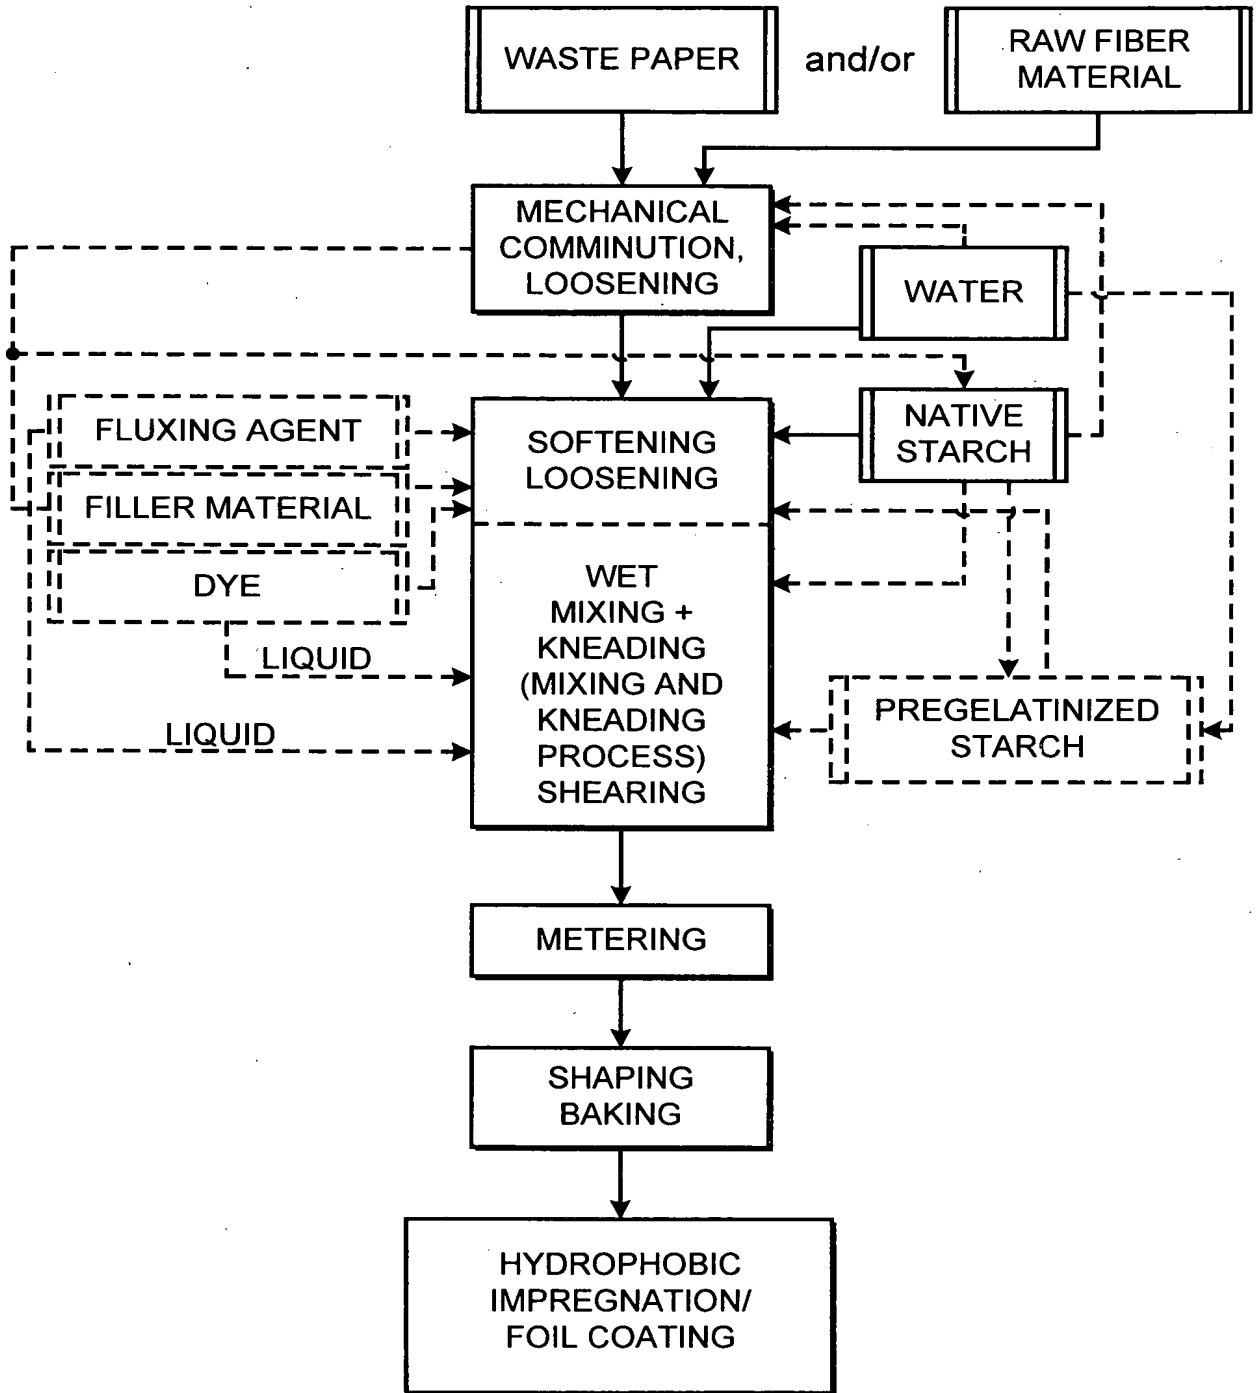 WASTE PAPER
and/or
RAW FIBER
MATERIAL
MECHANICAL
COMMINUTION,
LOOSENING
WATER
FLUXING AGENT
FILLER MATERIAL
DYE
LIQUID
LIQUID
SOFTENING
LOOSENING
NATIVE
STARCH
WET
MIXING +
KNEADING
(MIXING AND
KNEADING
PROCESS)
SHEARING
PREGELATINIZED
STARCH
METERING
SHAPING
BAKING
HYDROPHOBIC
IMPREGNATION/
FOIL COATING